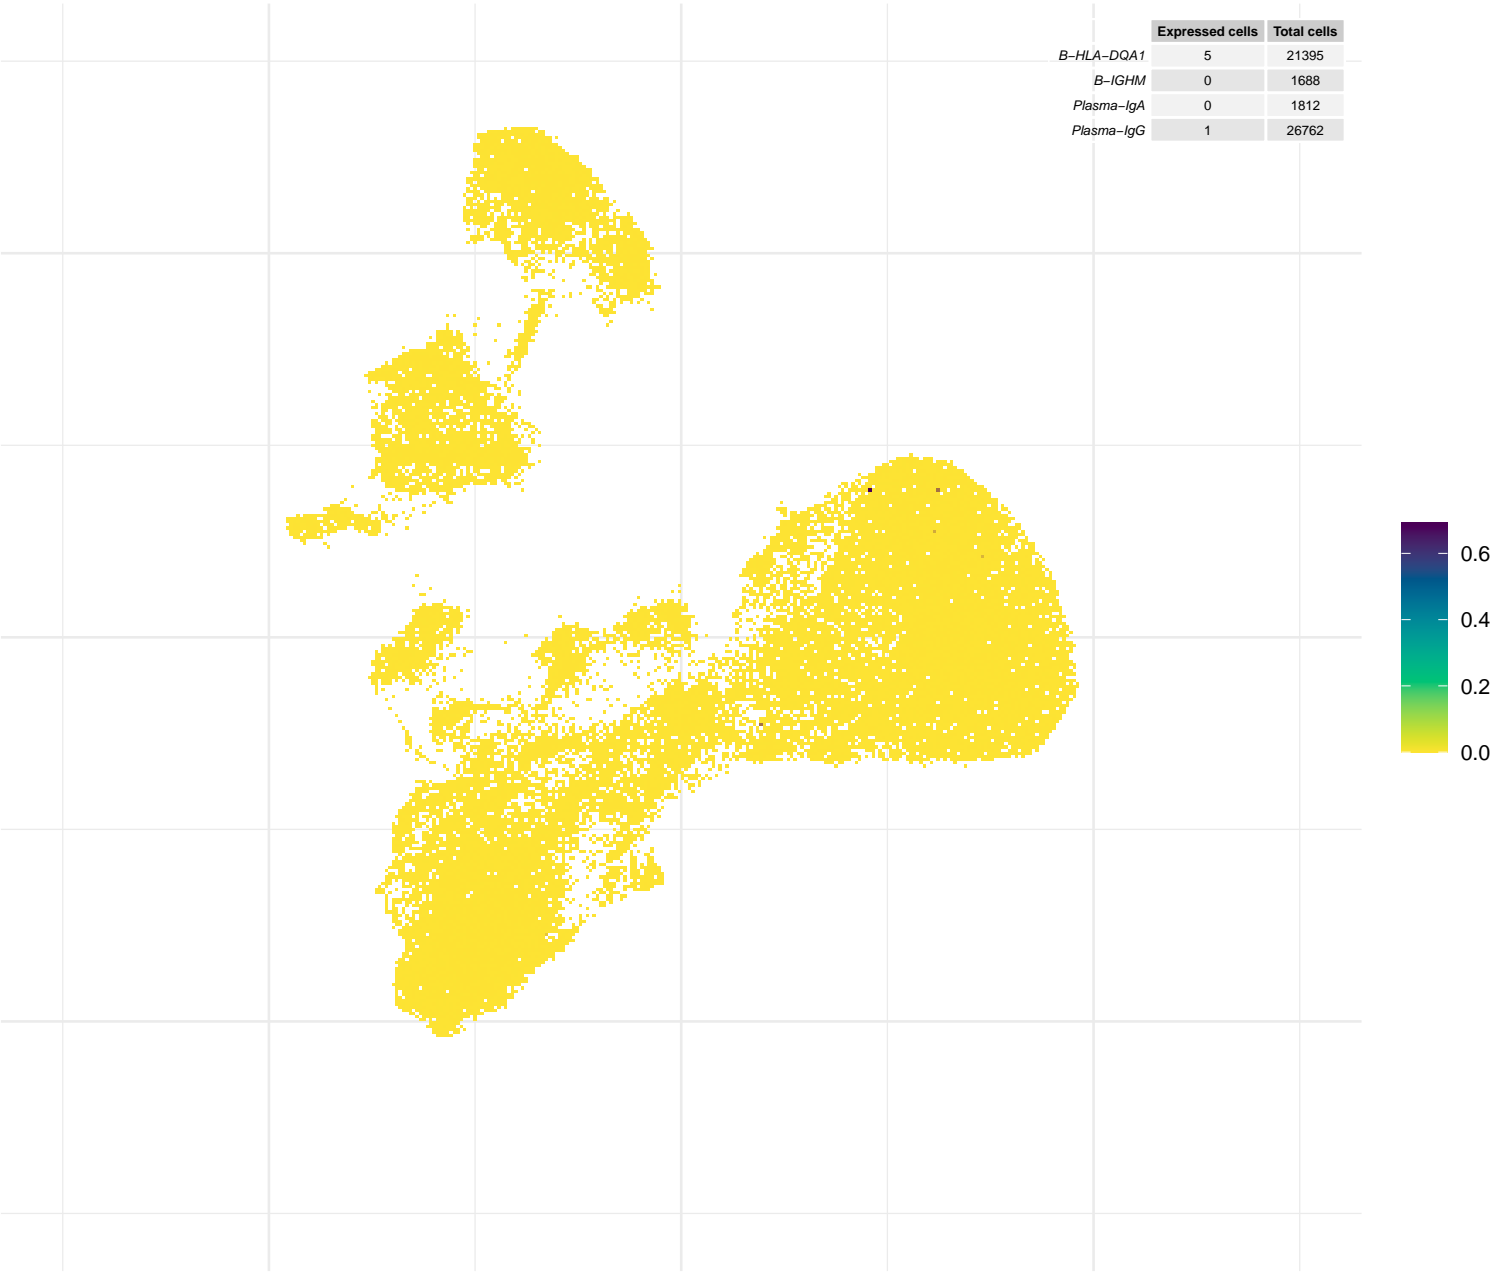 Expressed cells Total cells
B−HLA−DQA1 5 21395
B−IGHM 0 1688
Plasma−IgA 0 1812
Plasma−IgG 1 26762
0.6
0.4
0.2
0.0